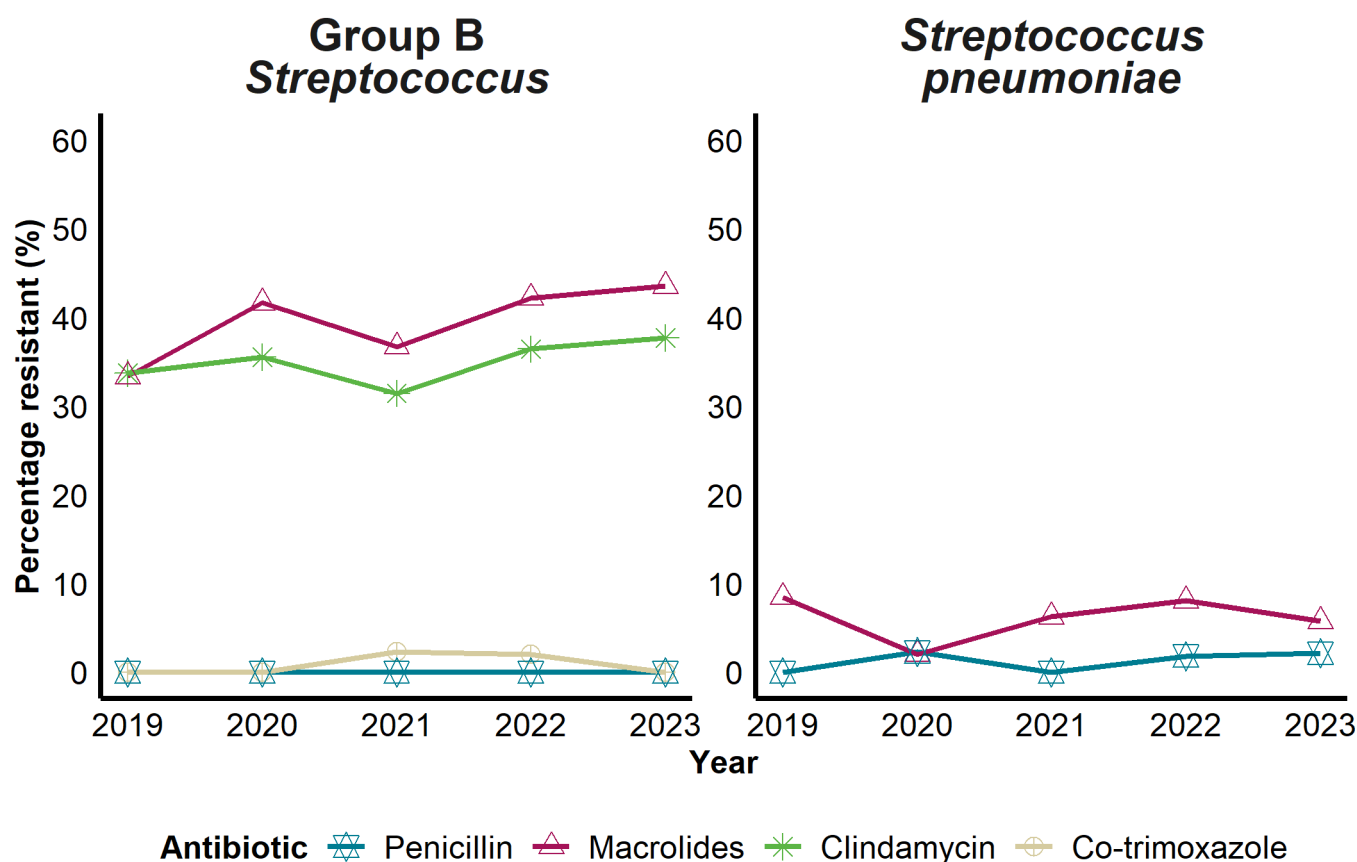 Group B
Streptococcus
Streptococcus
pneumoniae
Percentage resistant (%)
60
50
40
30
20
10
0
2019 2020 2021 2022 2023
60
50
40
30
20
10
0
2019 2020 2021 2022 2023
Year
Antibiotic Penicillin Macrolides Clindamycin Co-trimoxazole